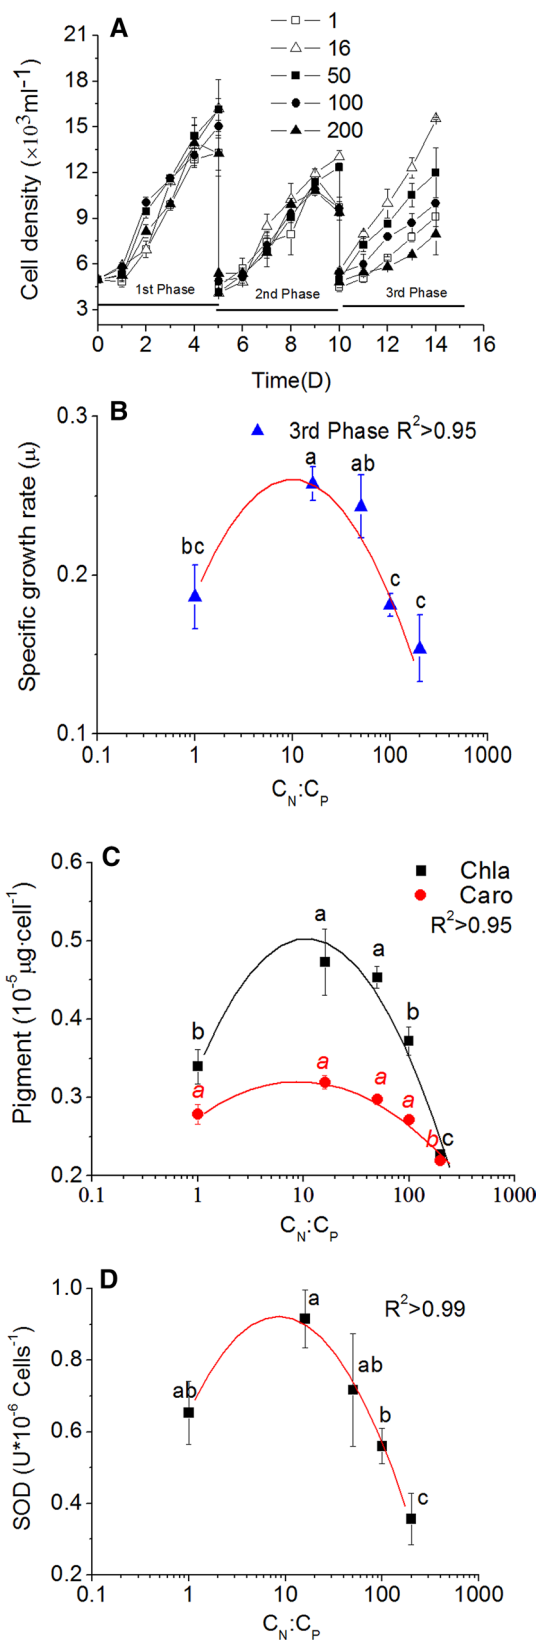 A
21
18
15
12
9
6
3
Cell density (×10³ml⁻¹)
1
16
50
100
200
1st Phase
2nd Phase
3rd Phase
0 2 4 6 8 10 12 14 16
Time(D)
B
0.3
0.2
0.1
Specific growth rate (μ)
3rd Phase R²>0.95
a
ab
bc
c
c
0.1 1 10 100 1000
C_N:C_P
C
0.6
0.5
0.4
0.3
0.2
Pigment (10⁻⁵μg·cell⁻¹)
Chla
Caro
R²>0.95
a
a
b
b
a
a
a
a
b c
0.1 1 10 100 1000
C_N:C_P
D
1.0
0.8
0.6
0.4
0.2
SOD (U*10⁻⁶ Cells⁻¹)
R²>0.99
a
ab
ab
b
c
0.1 1 10 100 1000
C_N:C_P